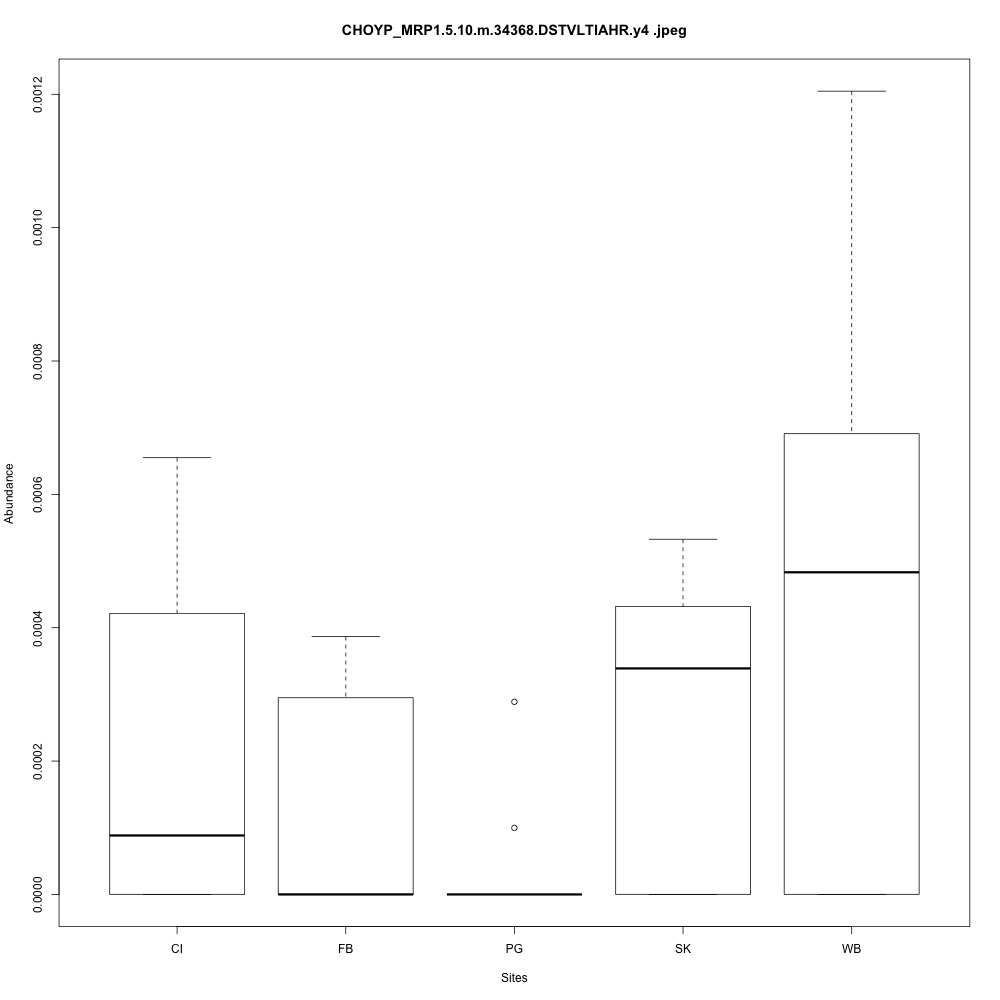 CHOYP_MRP1.5.10.m.34368.DSTVLTIAHR.y4 .jpeg
0.0012
0.0010
0.0008
0.0006
0.0004
0.0002
0.0000
Abundance
CI FB PG SK WB
Sites